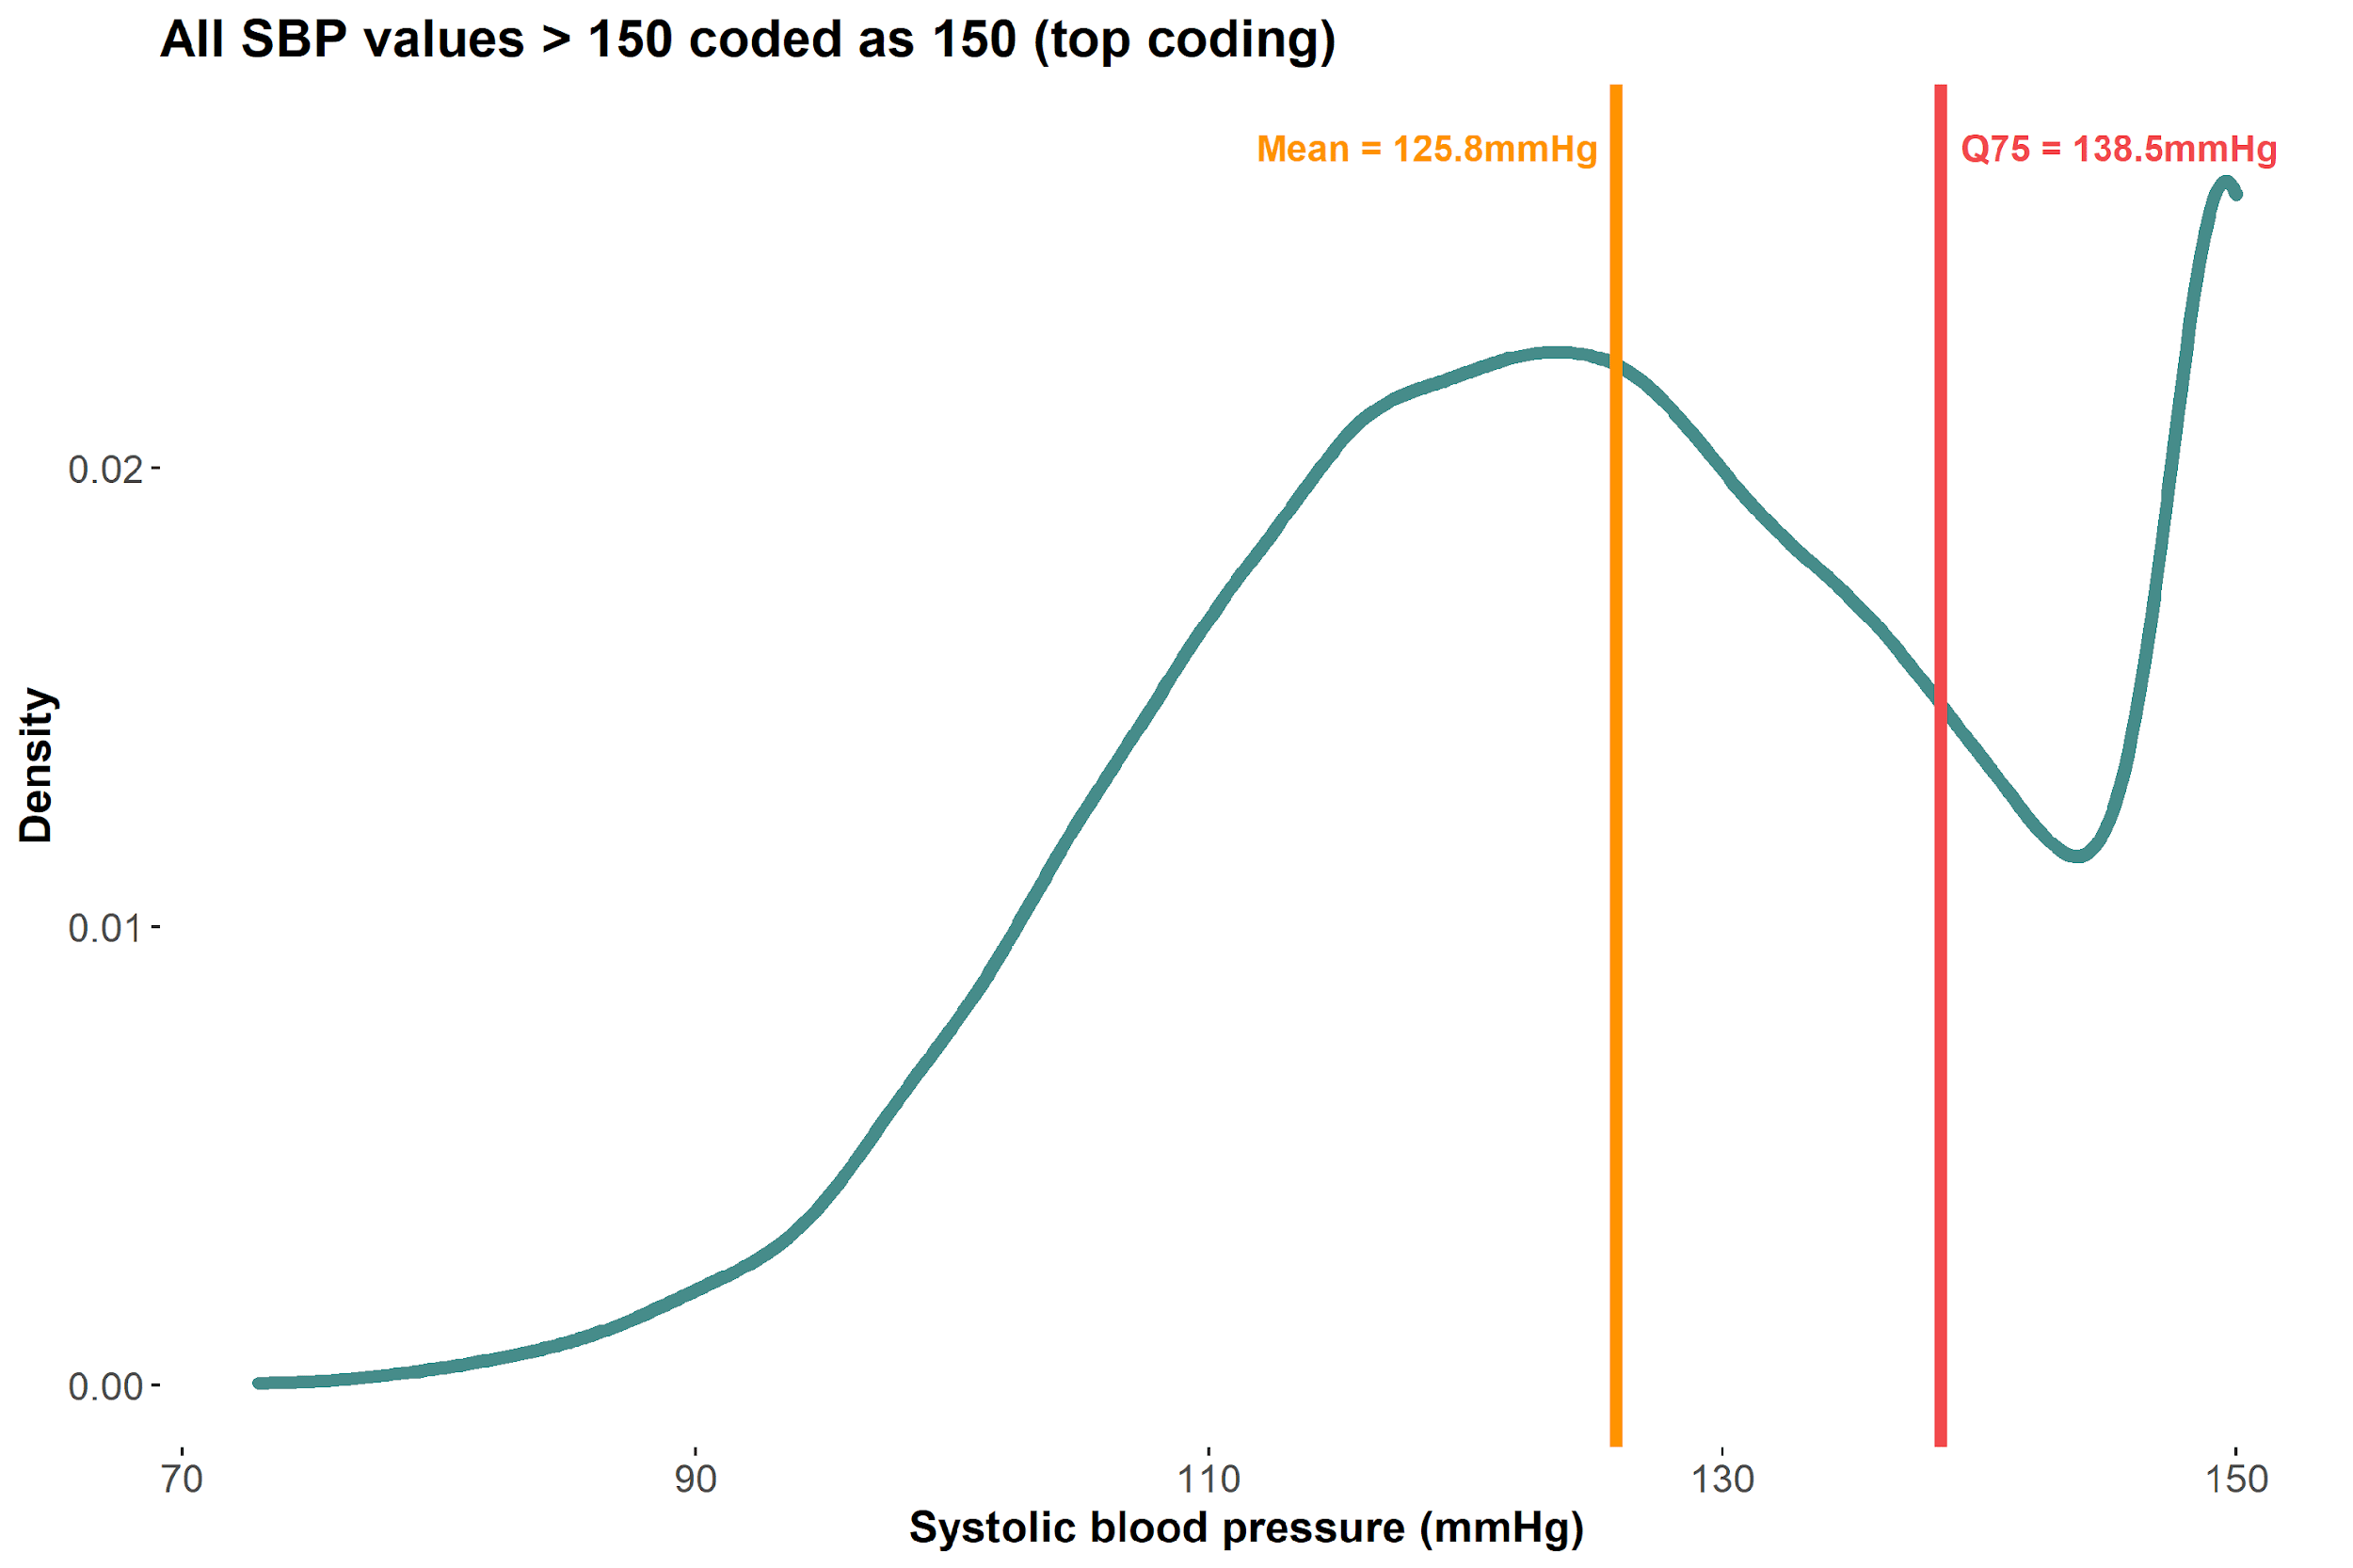 All SBP values > 150 coded as 150 (top coding)
Mean = 125.8mmHg
Q75 = 138.5mmHg
Density
0.02
0.01
0.00
70 90 110 130 150
Systolic blood pressure (mmHg)